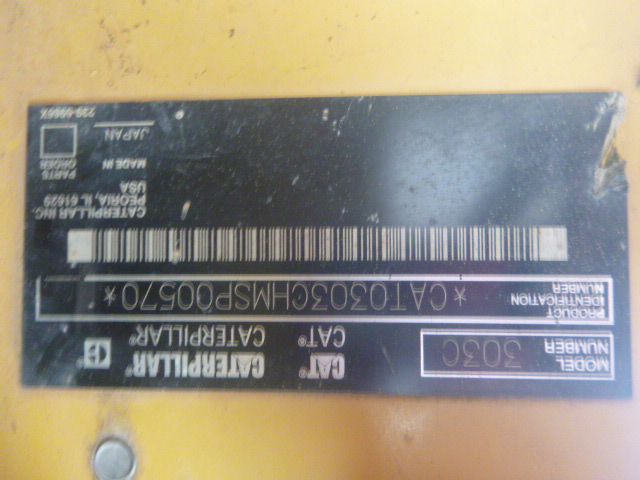 MODEL
NUMBER
303C
CAT® CATERPILLAR®
CAT® CATERPILLAR®
PRODUCT
IDENTIFICATION
NUMBER
*CAT0303CHMSP00570*
CATERPILLAR INC.
PEORIA, IL 61629
USA
MADE IN
JAPAN
PARTS
ORDER